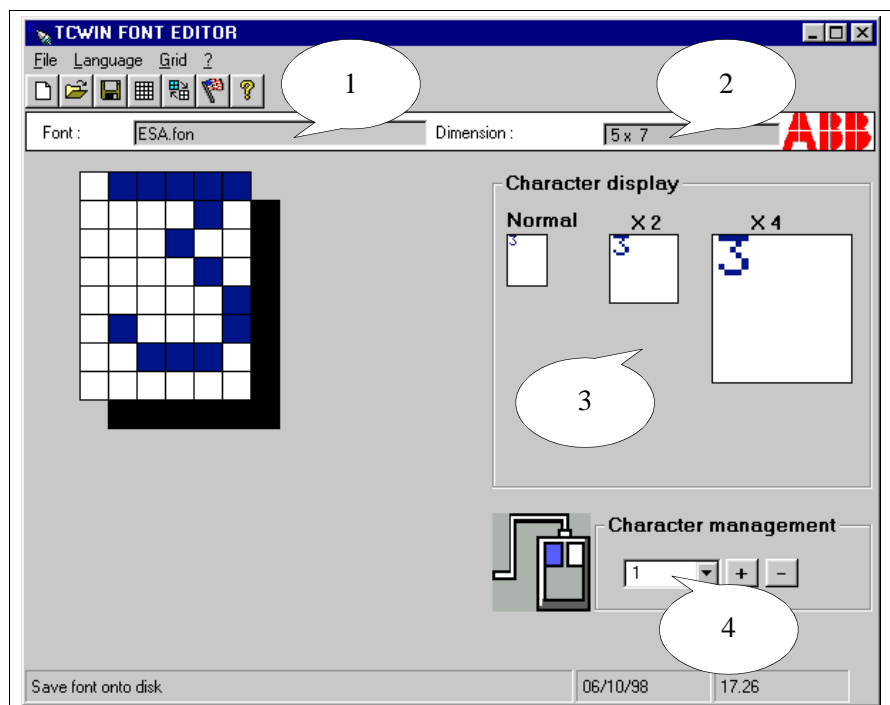 TCWIN FONT EDITOR
File Language Grid ?
1
2
Font : ESA.fon Dimension : 5 x 7 ABB
Character display
Normal X 2 X 4
3 3 3
3
Character management
1 + -
4
Save font onto disk 06/10/98 17.26